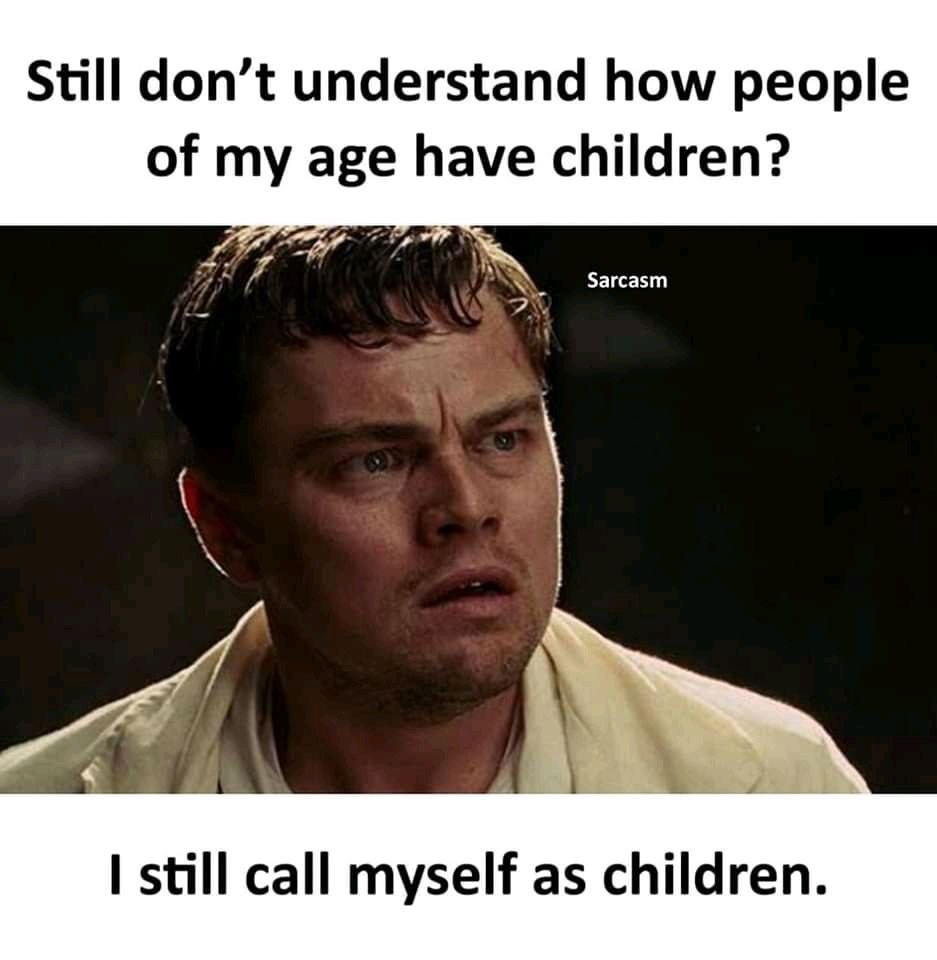 Still don’t understand how people
of my age have children?
Sarcasm
I still call myself as children.